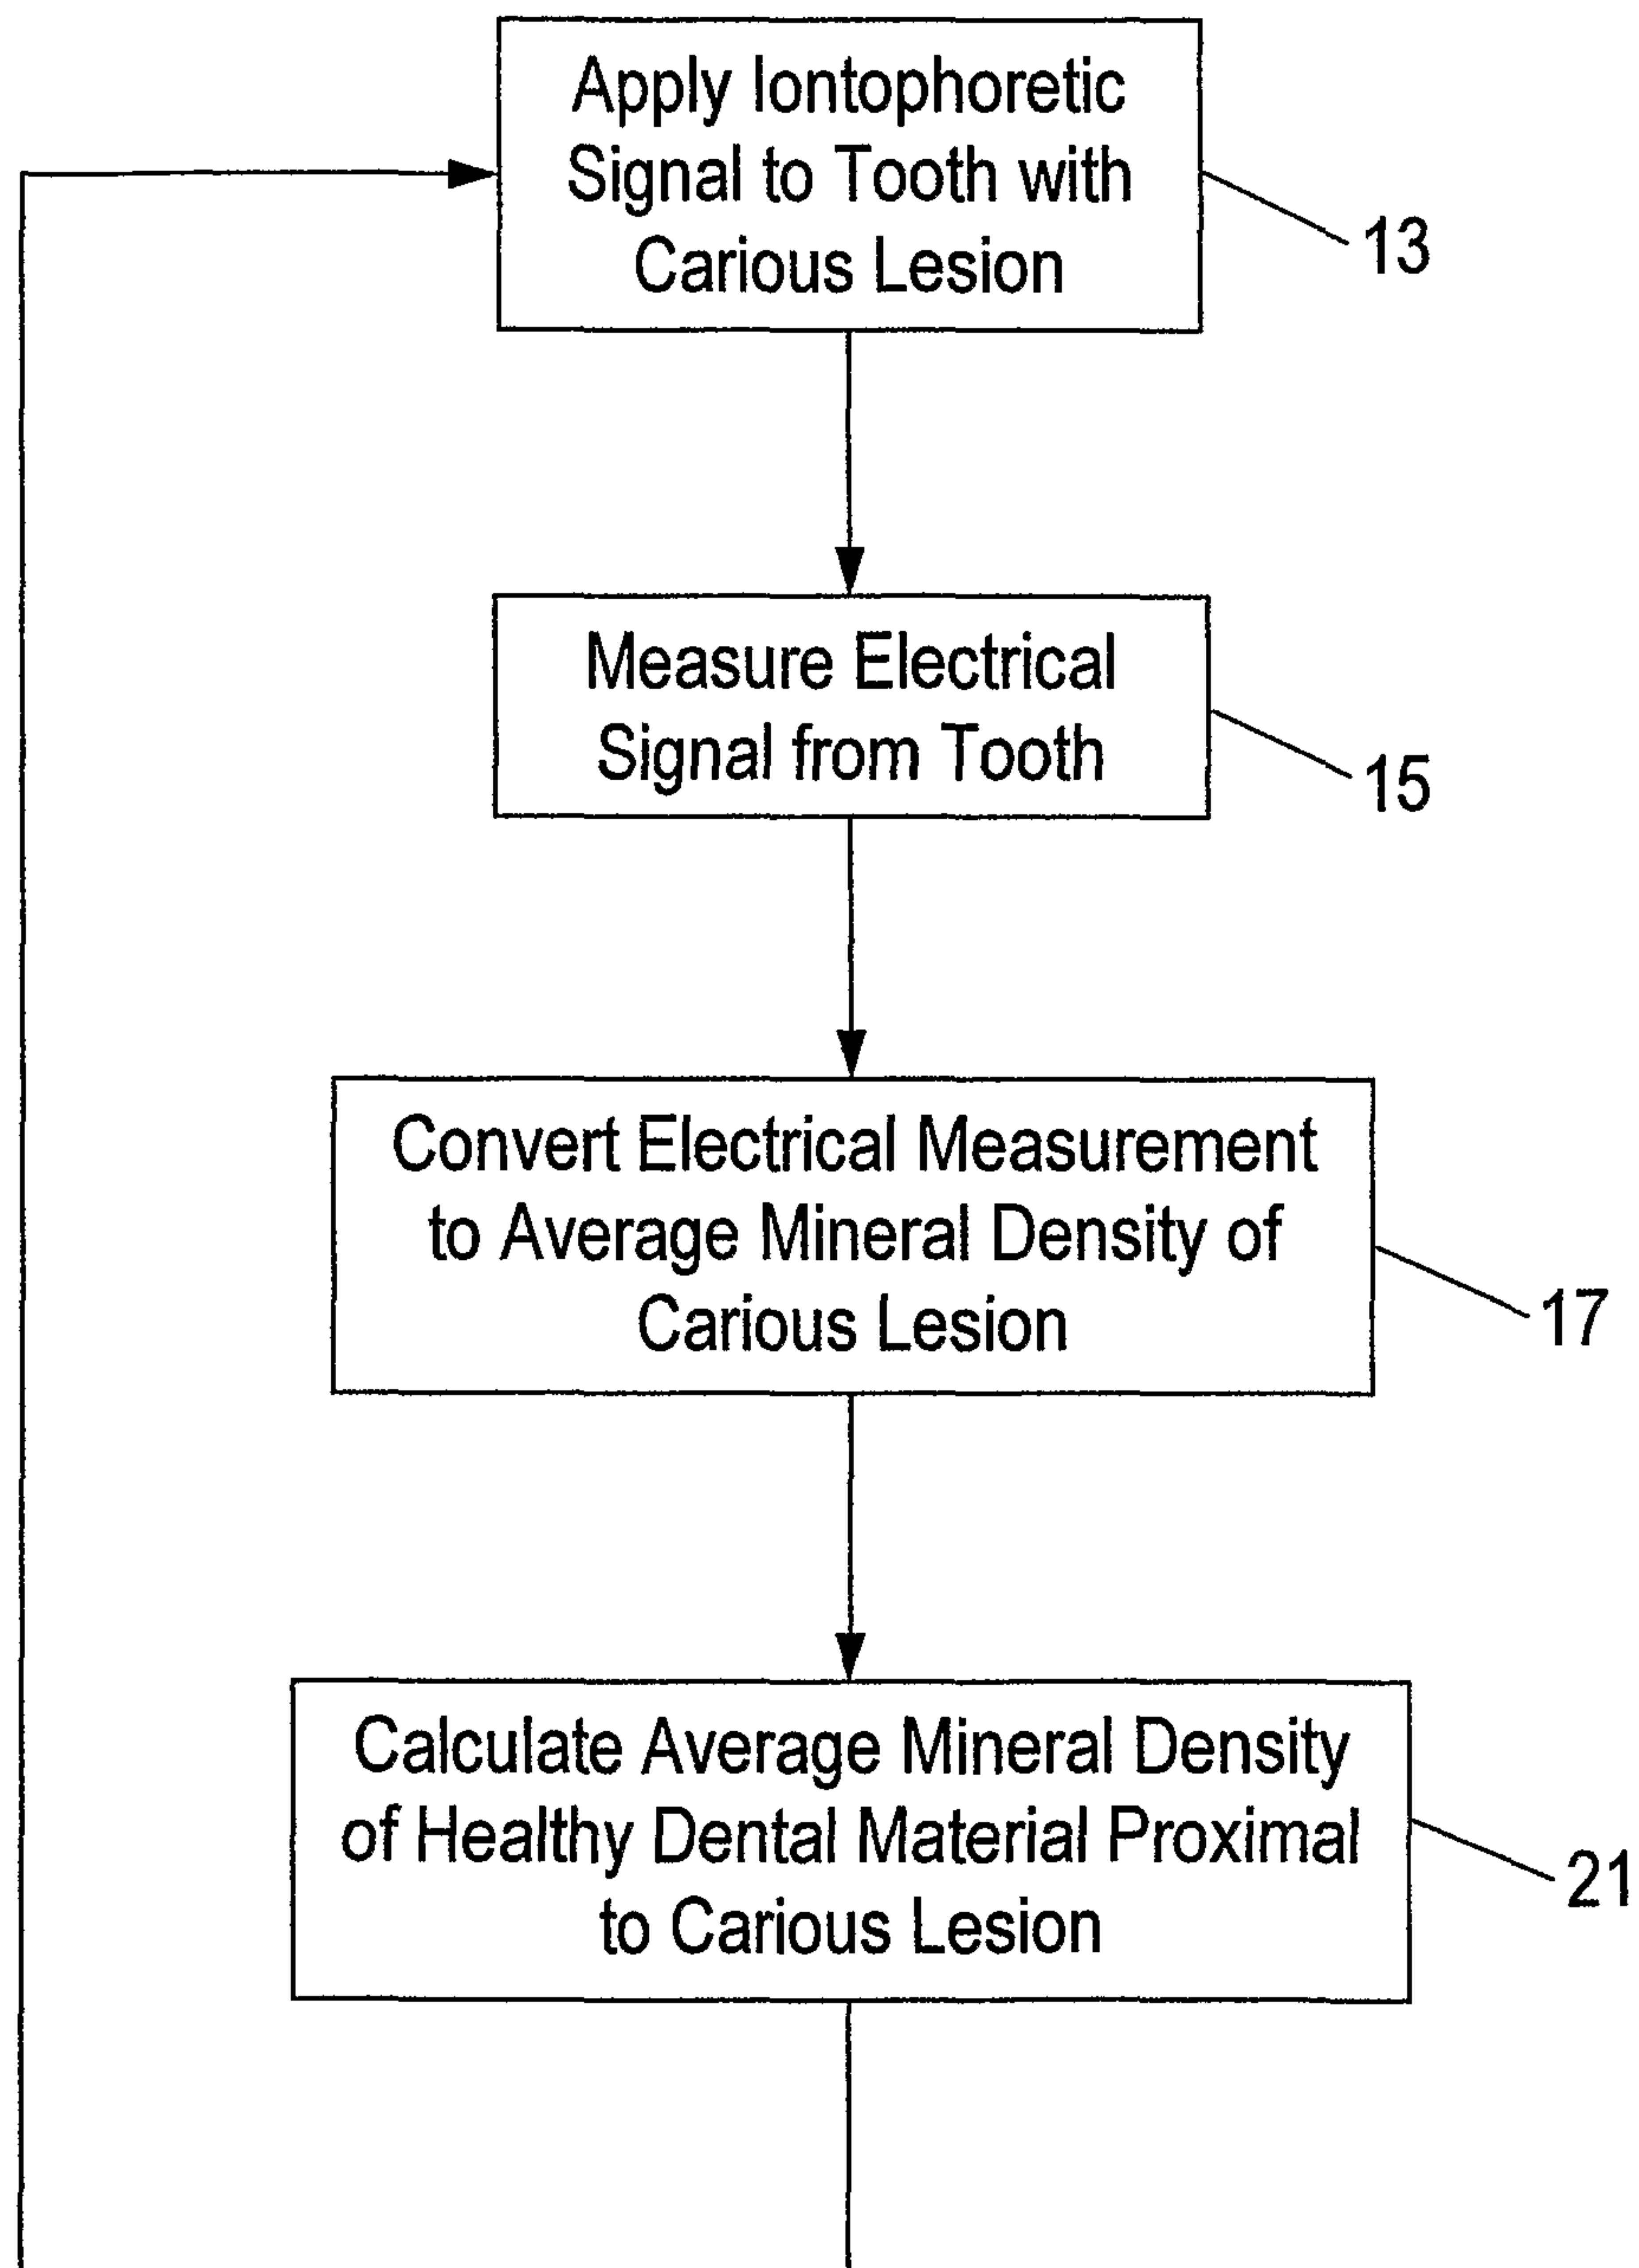 Apply Iontophoretic
Signal to Tooth with
Carious Lesion
13
Measure Electrical
Signal from Tooth
15
Convert Electrical Measurement
to Average Mineral Density of
Carious Lesion
17
Calculate Average Mineral Density
of Healthy Dental Material Proximal
to Carious Lesion
21